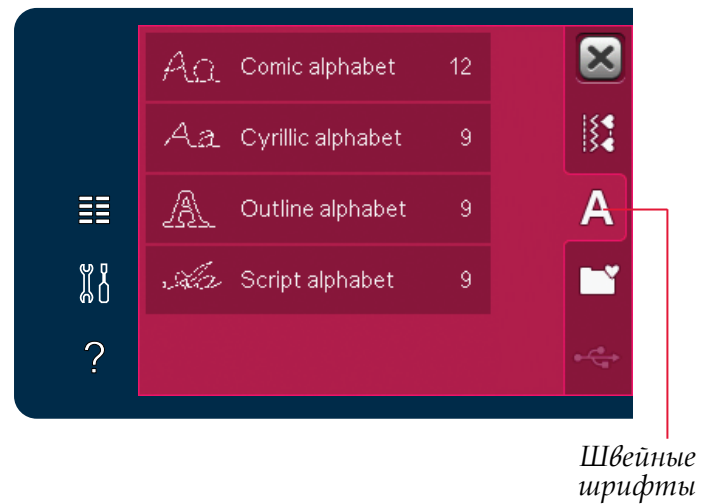 Aa Comic alphabet 12
Aa Cyrillic alphabet 9
A Outline alphabet 9
Script alphabet 9
A
?
Швейные
шрифты